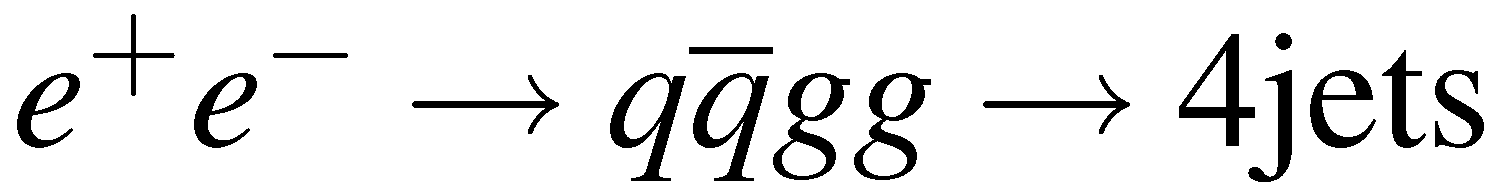 e⁺e⁻ → qq̅gg → 4jets